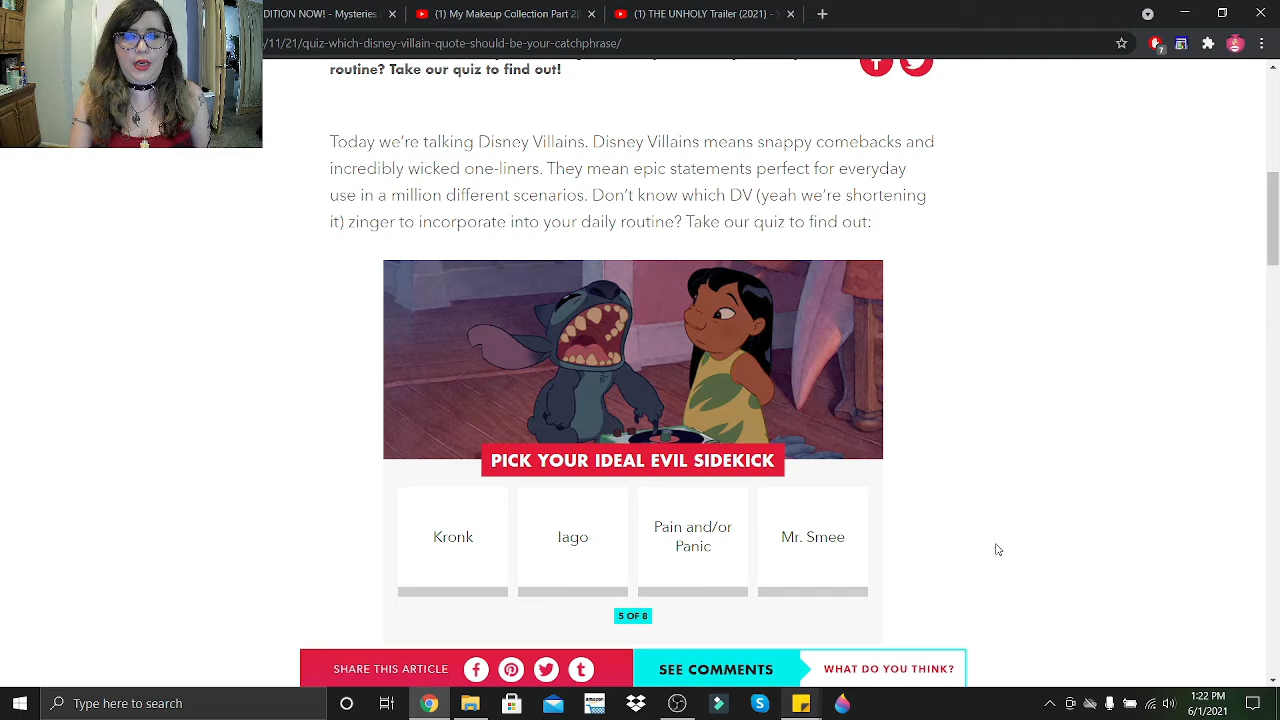 DITION NOW! - Mysteries
(1) My Makeup Collection Part 2|
(1) THE UNHOLY Trailer (2021) -
/11/21/quiz-which-disney-villain-quote-should-be-your-catchphrase/
7
routine? Take our quiz to find out!
Today we're talking Disney Villains. Disney Villains means snappy comebacks and
incredibly wicked one-liners. They mean epic statements perfect for everyday
use in a million different scenarios. Don't know which DV (yeah we're shortening
it) zinger to incorporate into your daily routine? Take our quiz to find out:
PICK YOUR IDEAL EVIL SIDEKICK
Kronk
Iago
Pain and/or
Panic
Mr. Smee
5 OF 8
SHARE THIS ARTICLE
SEE COMMENTS
WHAT DO YOU THINK?
Type here to search
amazon
1:22 PM
6/1/2021